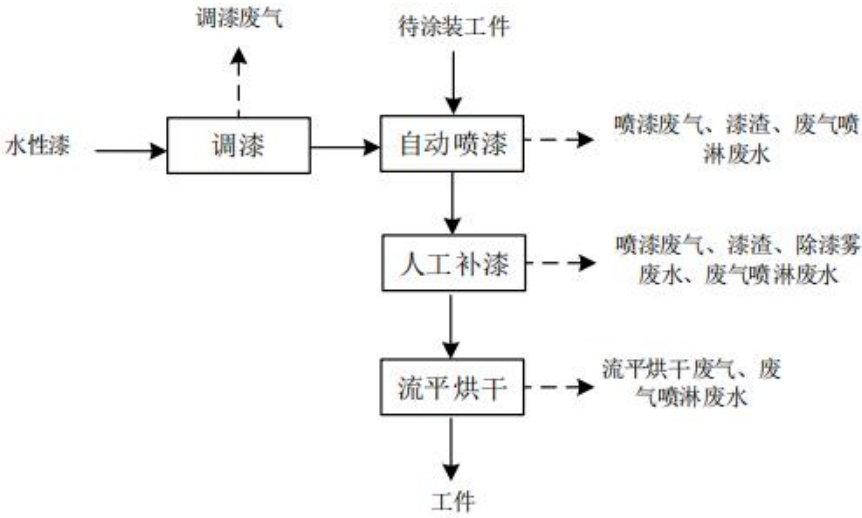 调漆废气
待涂装工件
水性漆
调漆
自动喷漆
喷漆废气、漆渣、废气喷
淋废水
人工补漆
喷漆废气、漆渣、除漆雾
废水、废气喷淋废水
流平烘干
流平烘干废气、废
气喷淋废水
工件